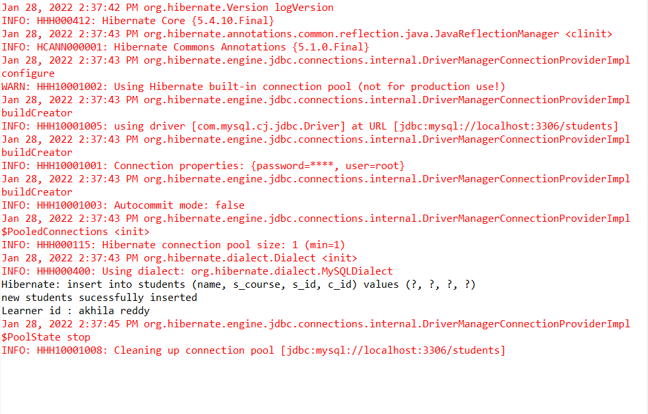 Jan 28, 2022 2:37:42 PM org.hibernate.Version logVersion
INFO: HHH000412: Hibernate Core {5.4.10.Final}
Jan 28, 2022 2:37:43 PM org.hibernate.annotations.common.reflection.java.JavaReflectionManager <clinit>
INFO: HCANN000001: Hibernate Commons Annotations {5.1.0.Final}
Jan 28, 2022 2:37:43 PM org.hibernate.engine.jdbc.connections.internal.DriverManagerConnectionProviderImpl
configure
WARN: HHH10001002: Using Hibernate built-in connection pool (not for production use!)
Jan 28, 2022 2:37:43 PM org.hibernate.engine.jdbc.connections.internal.DriverManagerConnectionProviderImpl
buildCreator
INFO: HHH10001005: using driver [com.mysql.cj.jdbc.Driver] at URL [jdbc:mysql://localhost:3306/students]
Jan 28, 2022 2:37:43 PM org.hibernate.engine.jdbc.connections.internal.DriverManagerConnectionProviderImpl
buildCreator
INFO: HHH10001001: Connection properties: {password=****, user=root}
Jan 28, 2022 2:37:43 PM org.hibernate.engine.jdbc.connections.internal.DriverManagerConnectionProviderImpl
buildCreator
INFO: HHH10001003: Autocommit mode: false
Jan 28, 2022 2:37:43 PM org.hibernate.engine.jdbc.connections.internal.DriverManagerConnectionProviderImpl
$PooledConnections <init>
INFO: HHH000115: Hibernate connection pool size: 1 (min=1)
Jan 28, 2022 2:37:43 PM org.hibernate.dialect.Dialect <init>
INFO: HHH000400: Using dialect: org.hibernate.dialect.MySQLDialect
Hibernate: insert into students (name, s_course, s_id, c_id) values (?, ?, ?, ?)
new students sucessfully inserted
Learner id : akhila reddy
Jan 28, 2022 2:37:45 PM org.hibernate.engine.jdbc.connections.internal.DriverManagerConnectionProviderImpl
$PoolState stop
INFO: HHH10001008: Cleaning up connection pool [jdbc:mysql://localhost:3306/students]